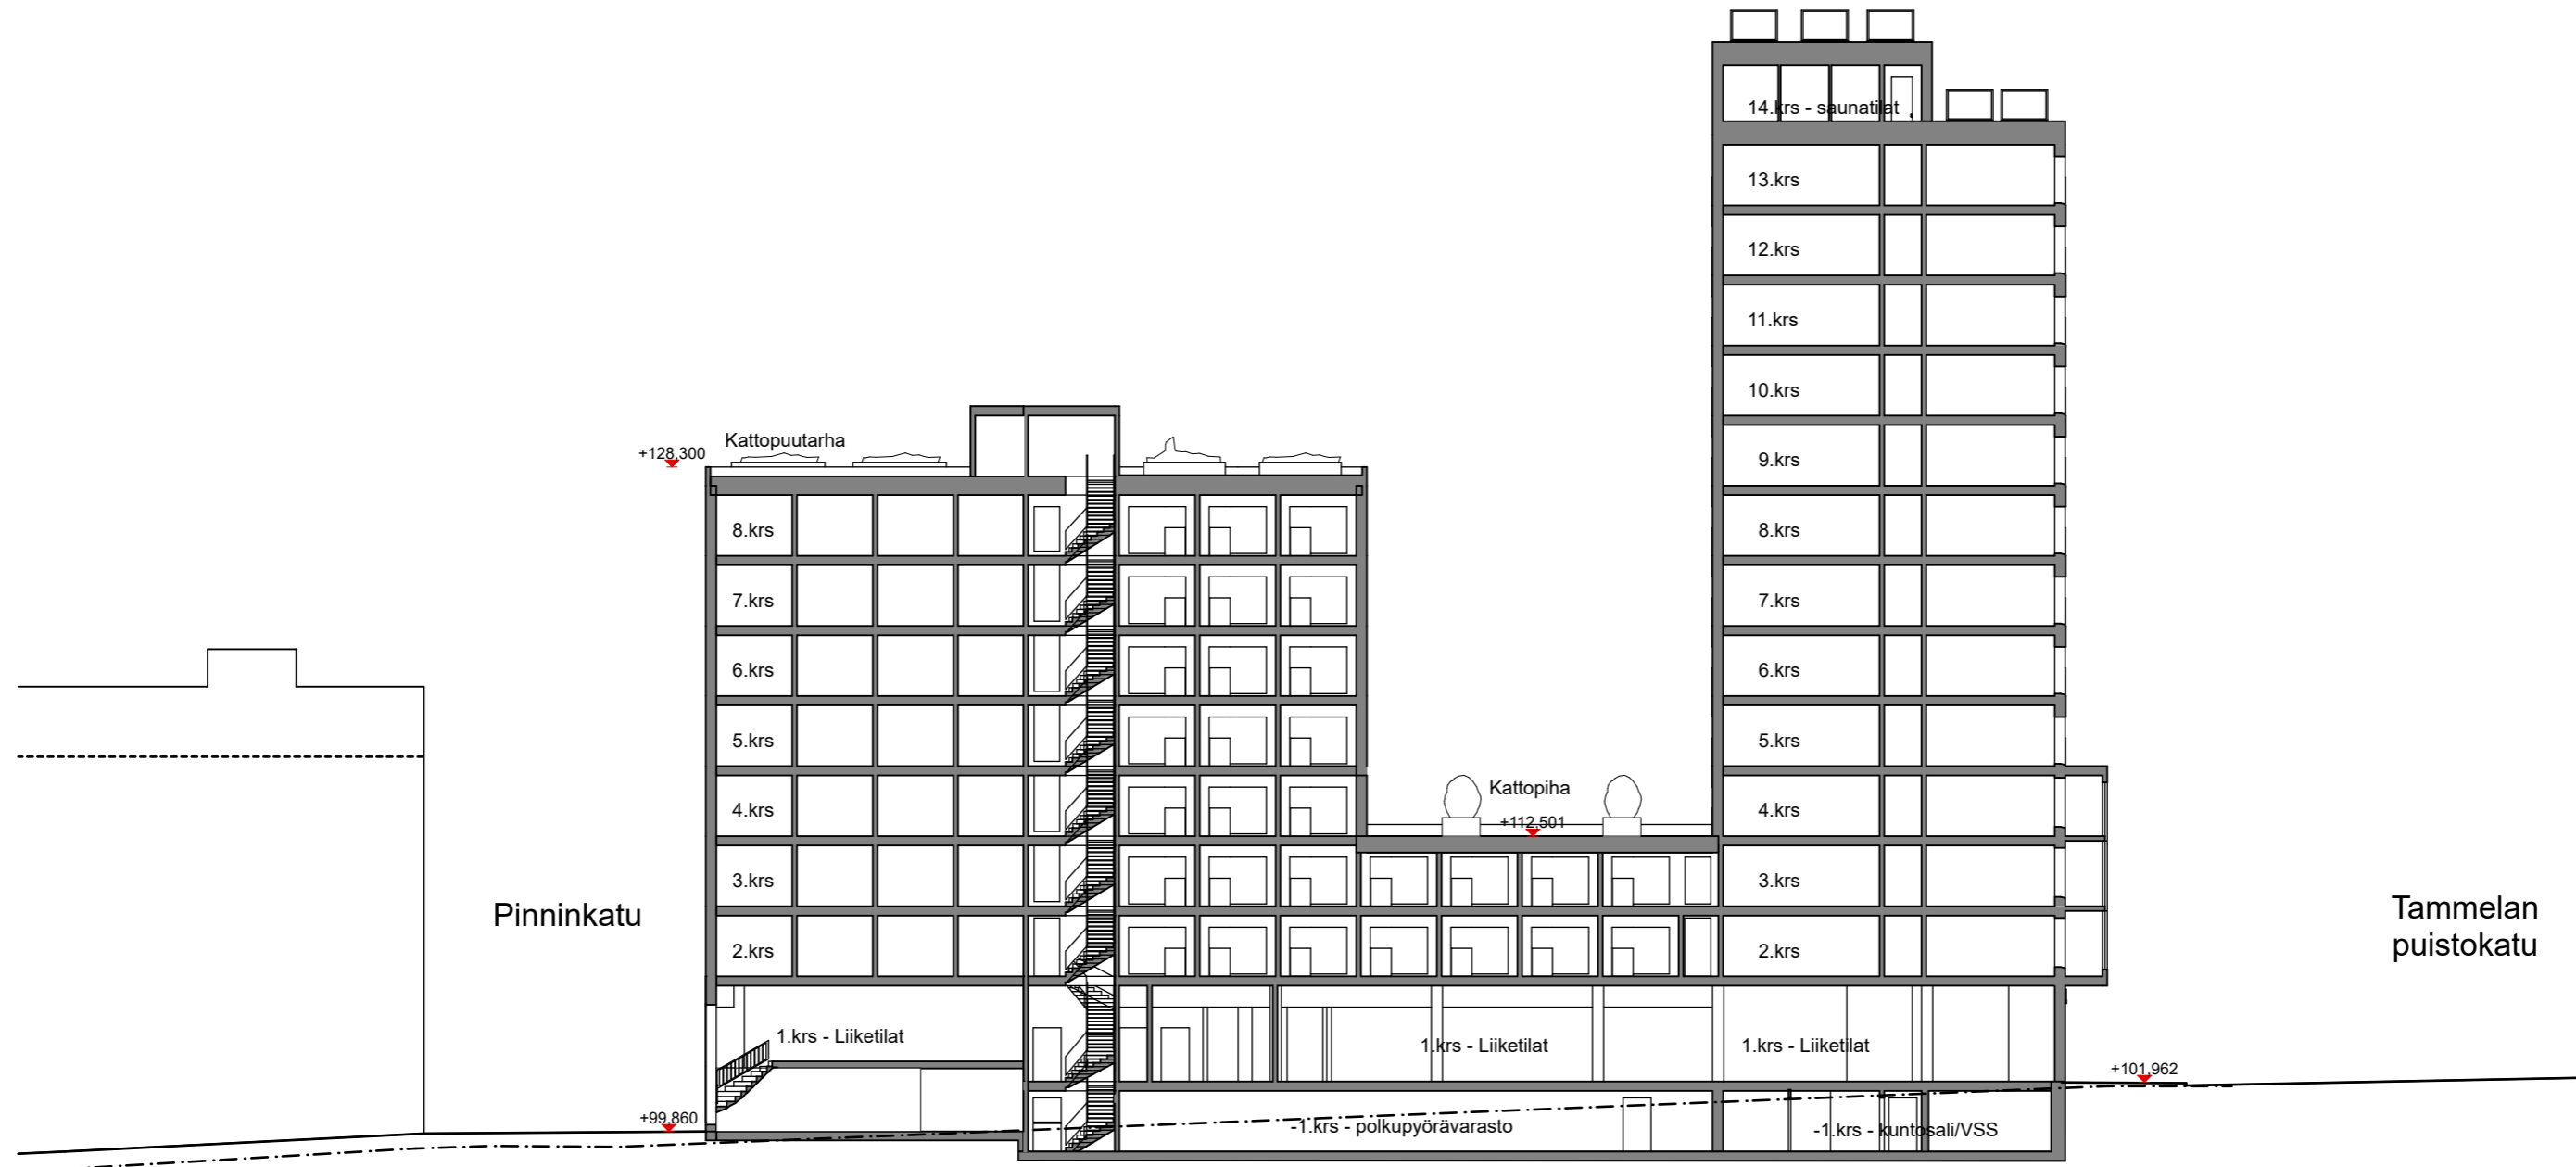 14.krs - saunatilat
13.krs
12.krs
11.krs
10.krs
9.krs
8.krs
7.krs
6.krs
5.krs
4.krs
3.krs
2.krs
Kattopuutarha
+128,300
8.krs
7.krs
6.krs
5.krs
4.krs
3.krs
2.krs
Kattopiha
+112,501
Pinninkatu
Tammelan
puistokatu
1.krs - Liiketilat
1.krs - Liiketilat
1.krs - Liiketilat
+101,962
+99,860
-1.krs - polkupyörävarasto
-1.krs - kuntosali/VSS